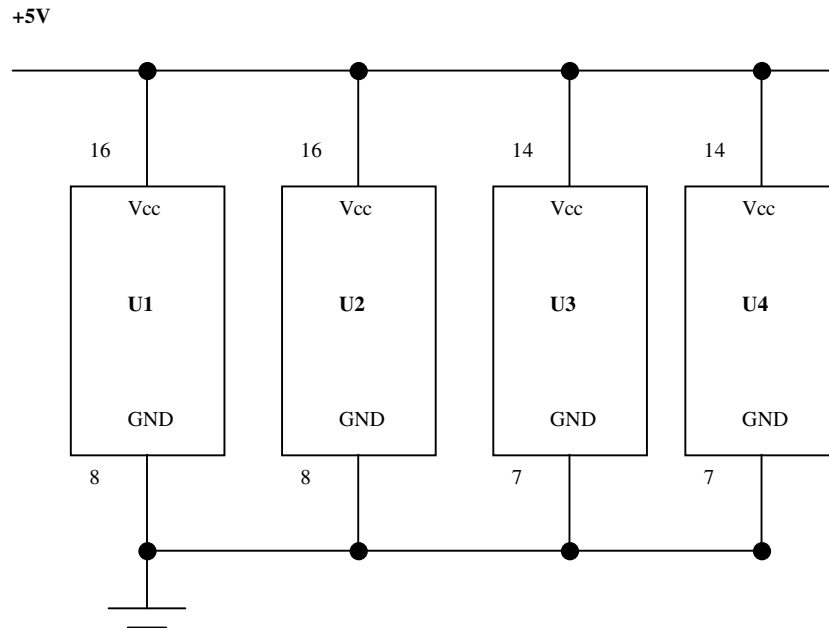 +5V
16 16 14 14
Vcc Vcc Vcc Vcc
U1 U2 U3 U4
GND GND GND GND
8 8 7 7